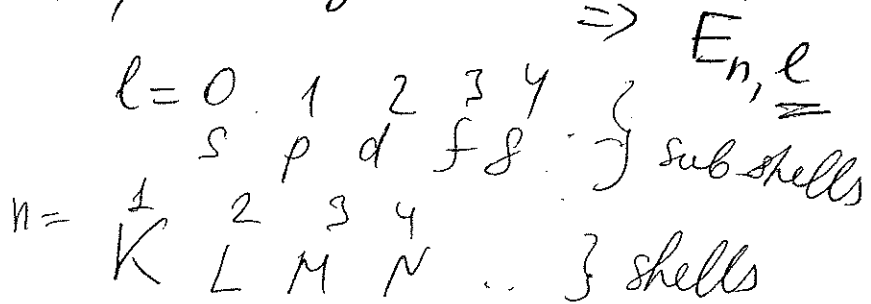 => E_{n, l}
l = 0 1 2 3 4
s p d f g .. } sub-shells
n = 1 2 3 4
K L M N .. } shells